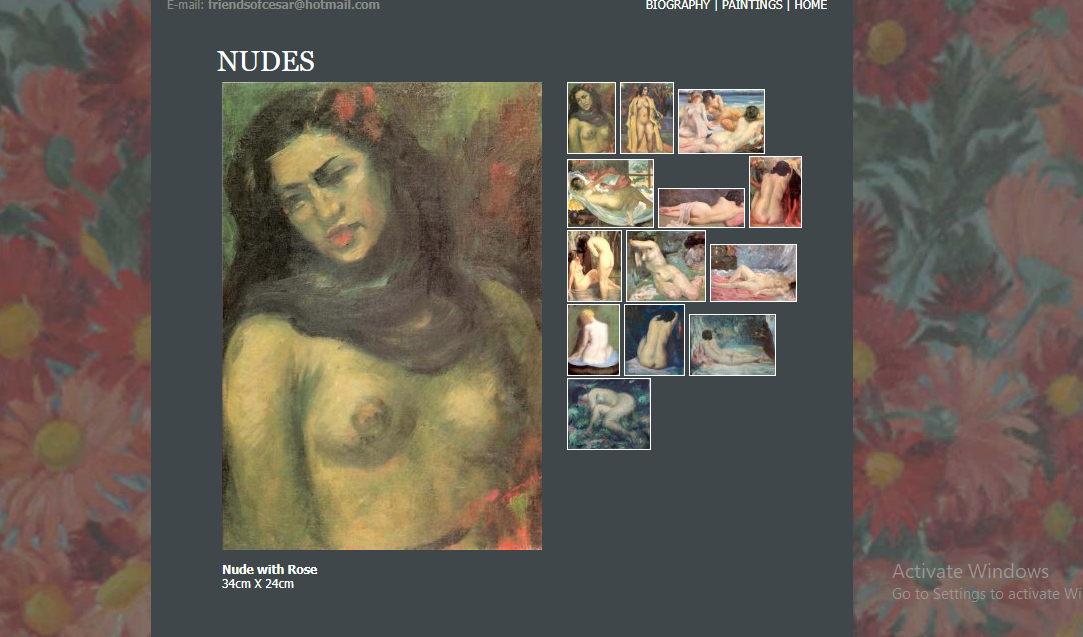 E-mail: friendsofcesar@hotmail.com
BIOGRAPHY | PAINTINGS | HOME
NUDES
Nude with Rose
34cm X 24cm
Activate Windows
Go to Settings to activate Wi